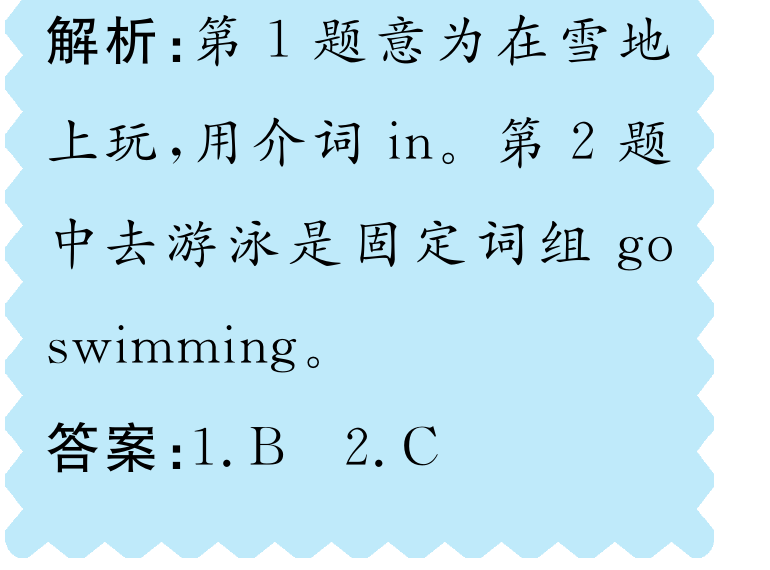 解析:第 1 题意为在雪地
上玩,用介词 in。第 2 题
中去游泳是固定词组 go
swimming。
答案:1. B 2. C